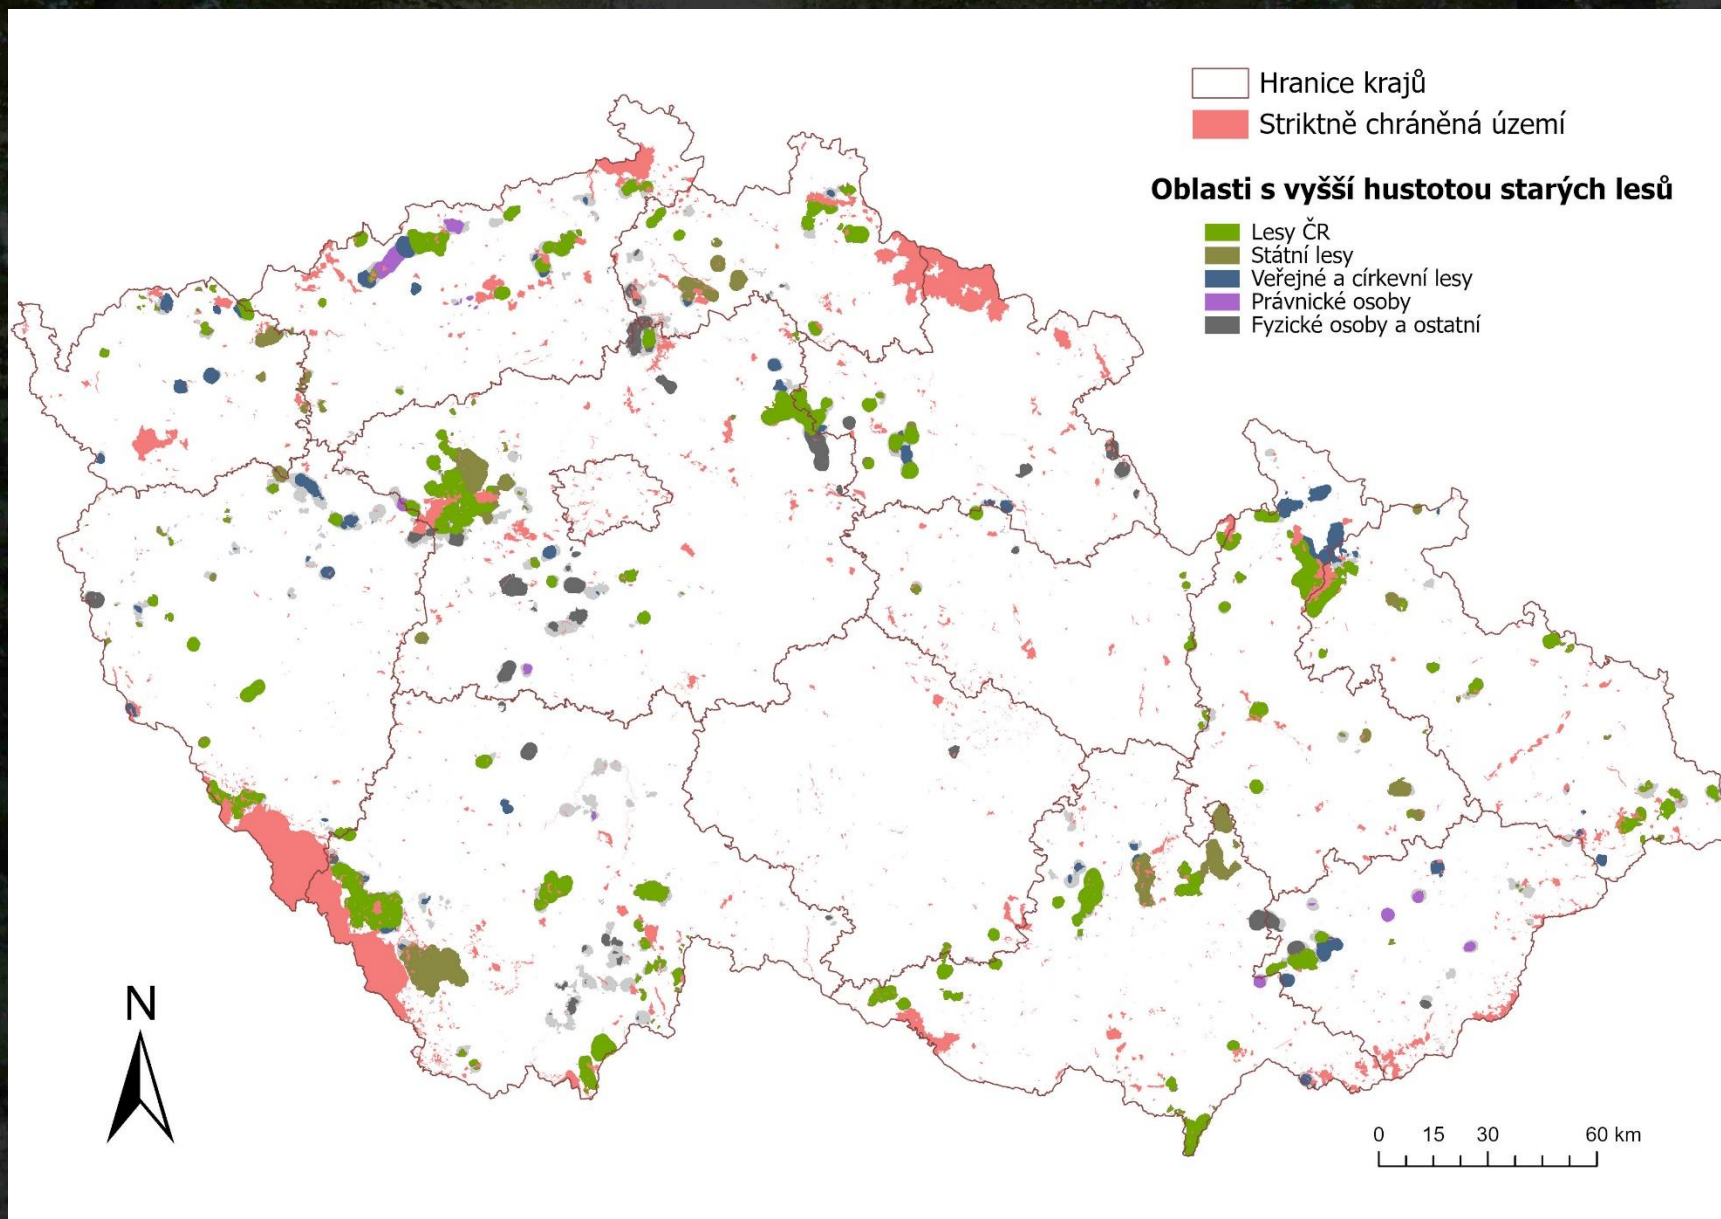 Hranice krajů
Striktně chráněná území
Oblasti s vyšší hustotou starých lesů
Lesy ČR
Státní lesy
Veřejné a církevní lesy
Právnické osoby
Fyzické osoby a ostatní
N
0 15 30 60 km